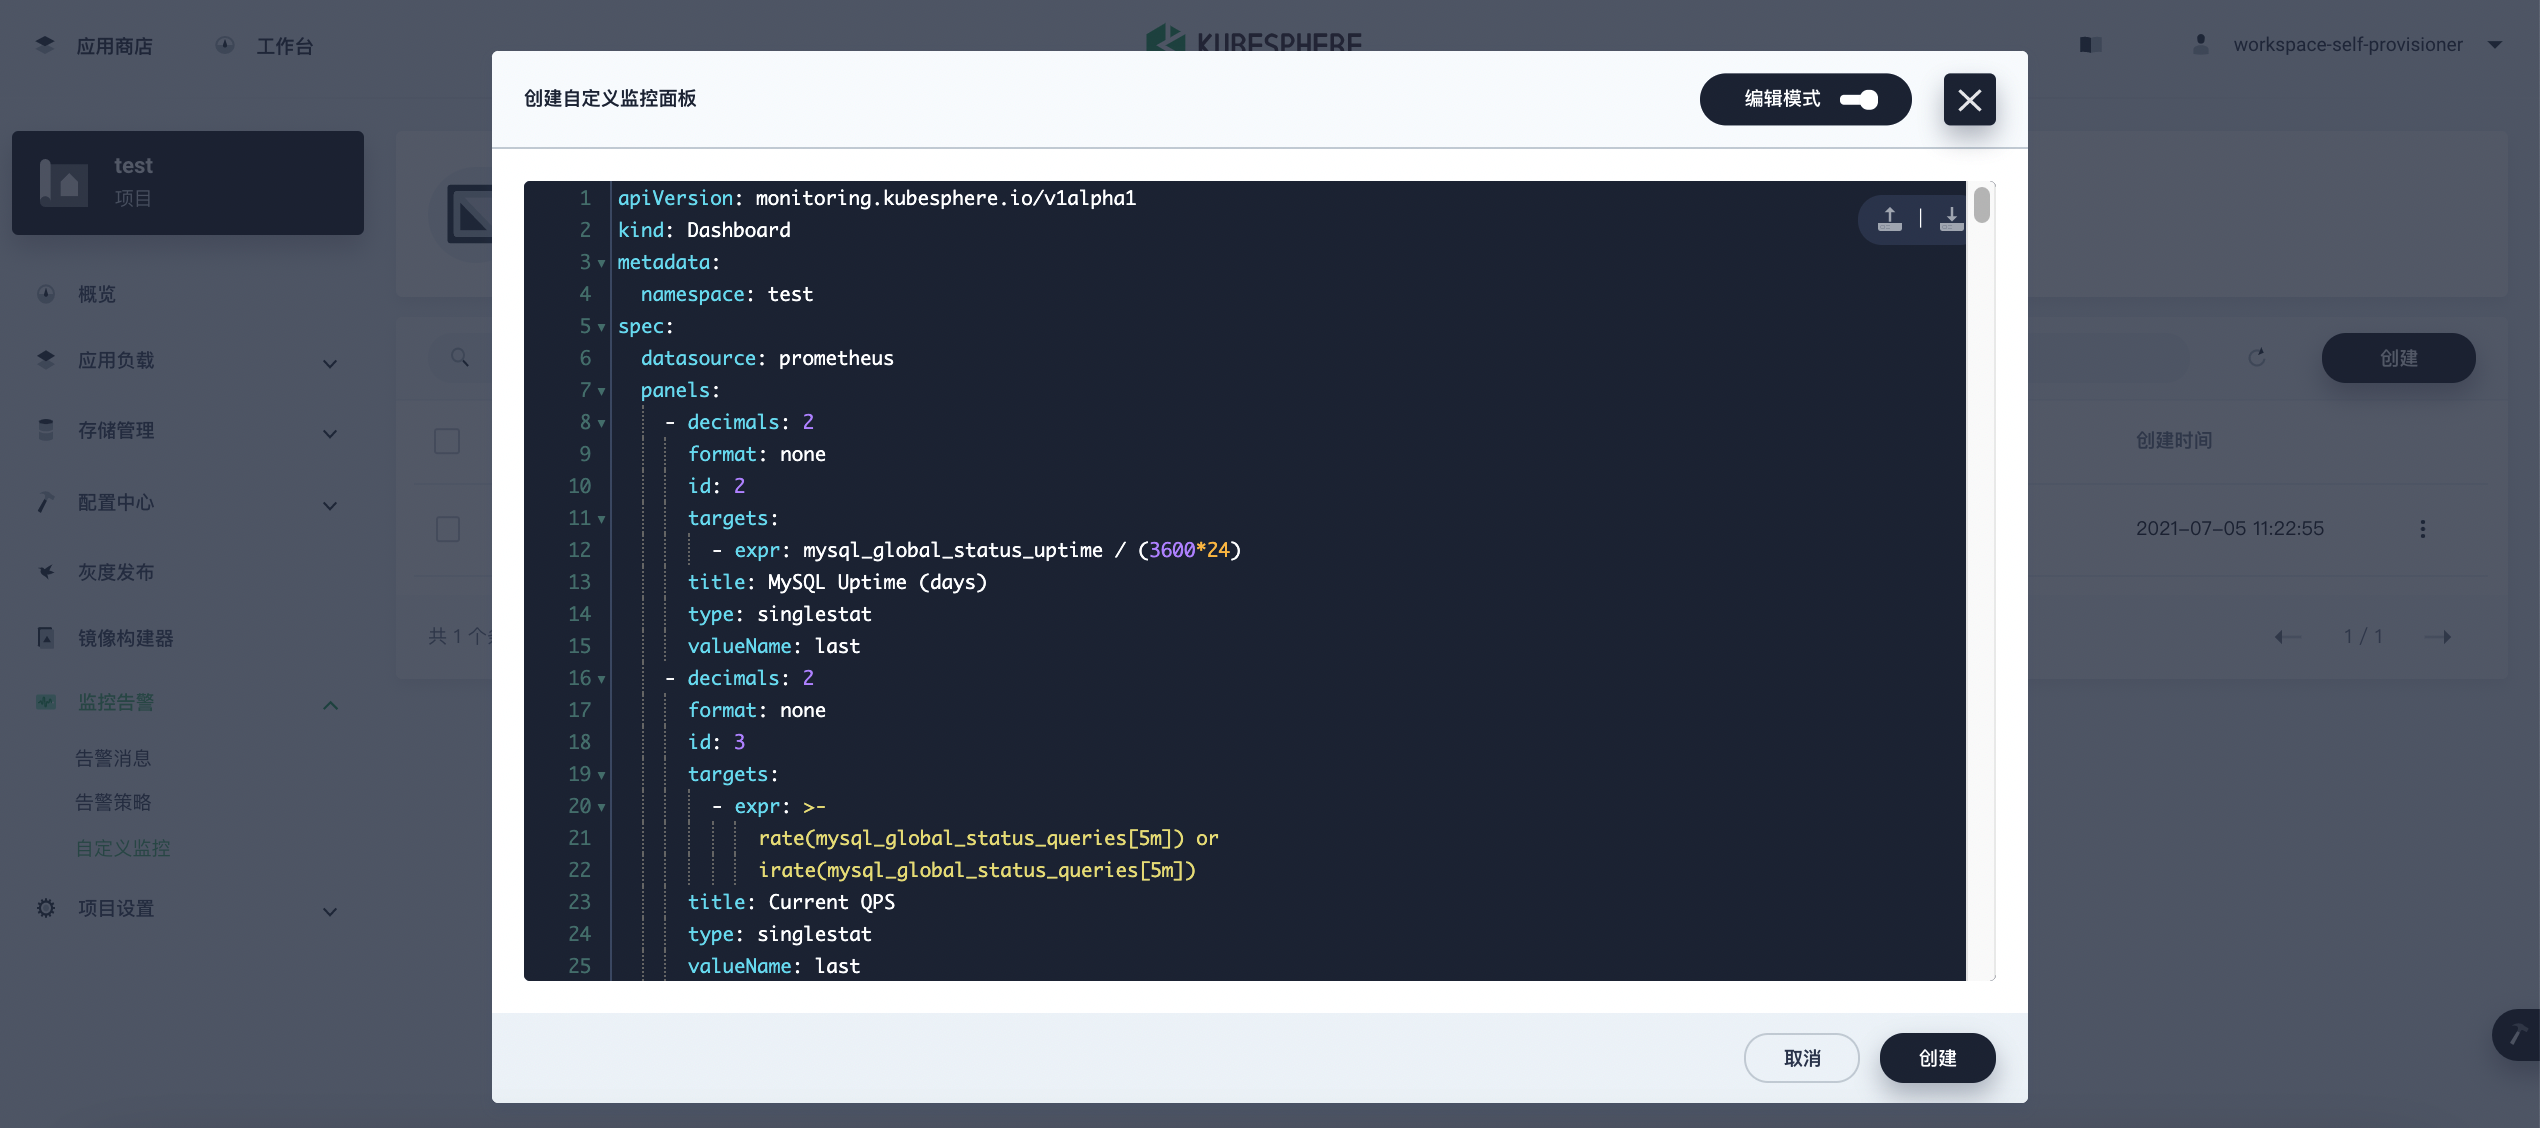 应用商店
工作台
KUBESPHERE
workspace-self-provisioner
创建自定义监控面板
编辑模式
test
项目
概览
应用负载
存储管理
配置中心
灰度发布
镜像构建器
监控告警
告警消息
告警策略
自定义监控
项目设置
共 1 个
1 apiVersion: monitoring.kubesphere.io/v1alpha1
2 kind: Dashboard
3 metadata:
4   namespace: test
5 spec:
6   datasource: prometheus
7   panels:
8     - decimals: 2
9       format: none
10       id: 2
11       targets:
12         - expr: mysql_global_status_uptime / (3600*24)
13       title: MySQL Uptime (days)
14       type: singlestat
15       valueName: last
16     - decimals: 2
17       format: none
18       id: 3
19       targets:
20         - expr: >-
21             rate(mysql_global_status_queries[5m]) or
22             irate(mysql_global_status_queries[5m])
23       title: Current QPS
24       type: singlestat
25       valueName: last
创建
创建时间
2021-07-05 11:22:55
1 / 1
取消
创建